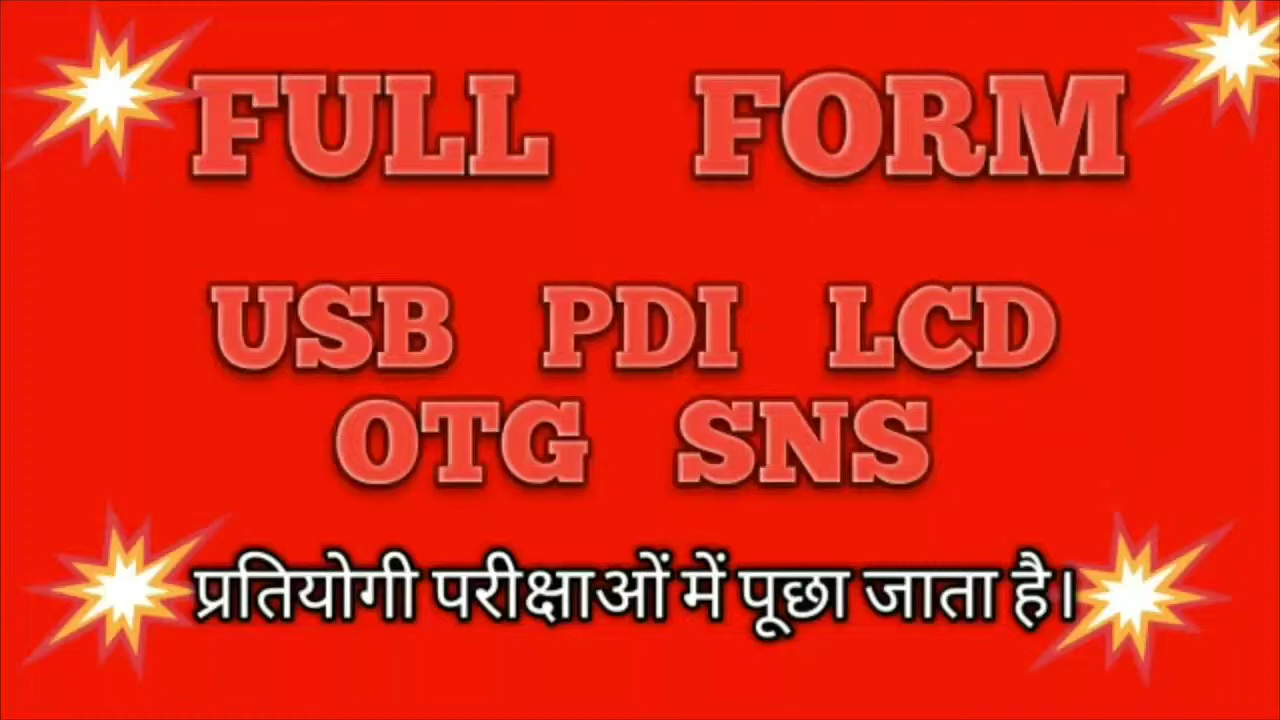 FULL FORM
USB PDI LCD
OTG SNS
प्रतियोगी परीक्षाओं में पूछा जाता है।